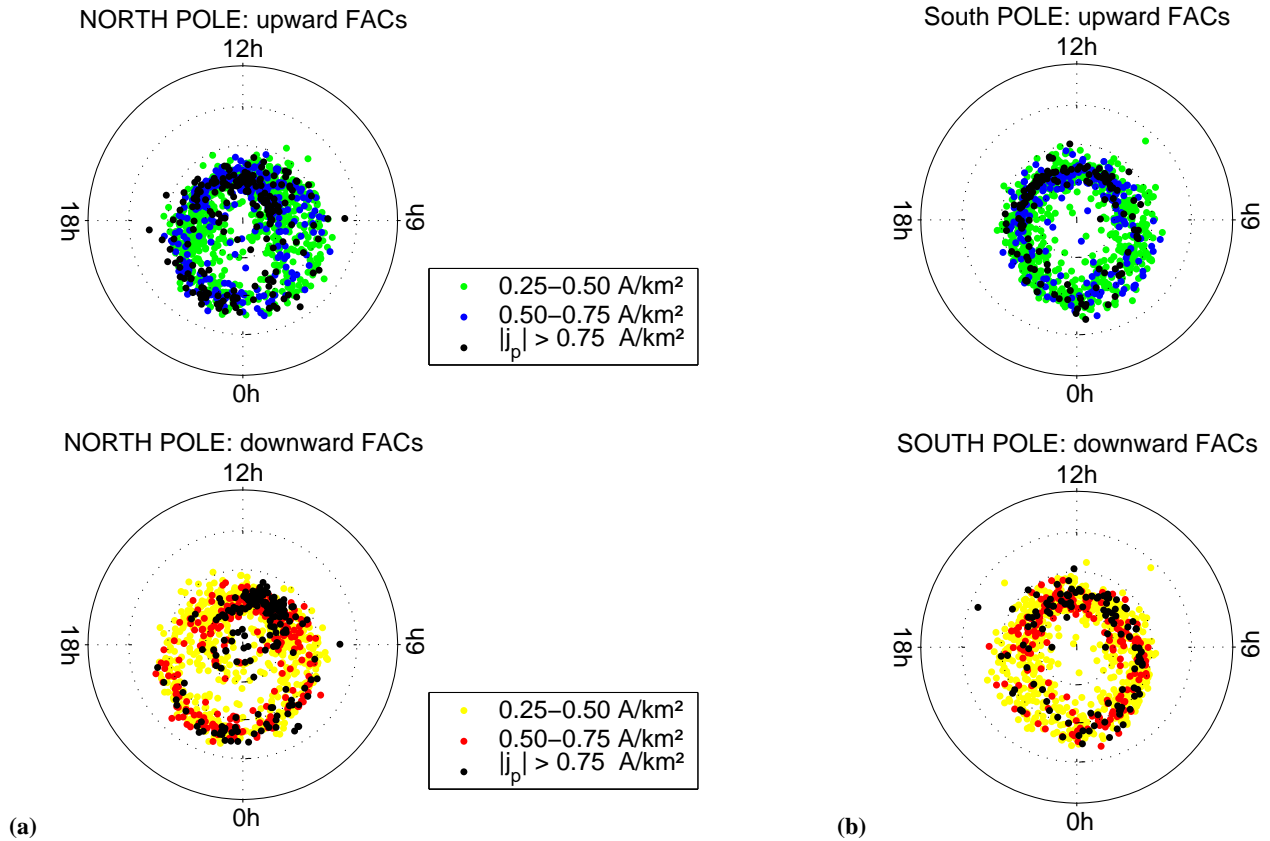 NORTH POLE: upward FACs
12h
18h
6h
0h
0.25−0.50 A/km²
0.50−0.75 A/km²
|j_p| > 0.75 A/km²
South POLE: upward FACs
12h
18h
6h
0h
NORTH POLE: downward FACs
12h
18h
6h
0h
0.25−0.50 A/km²
0.50−0.75 A/km²
|j_p| > 0.75 A/km²
(a)
SOUTH POLE: downward FACs
12h
18h
6h
0h
(b)